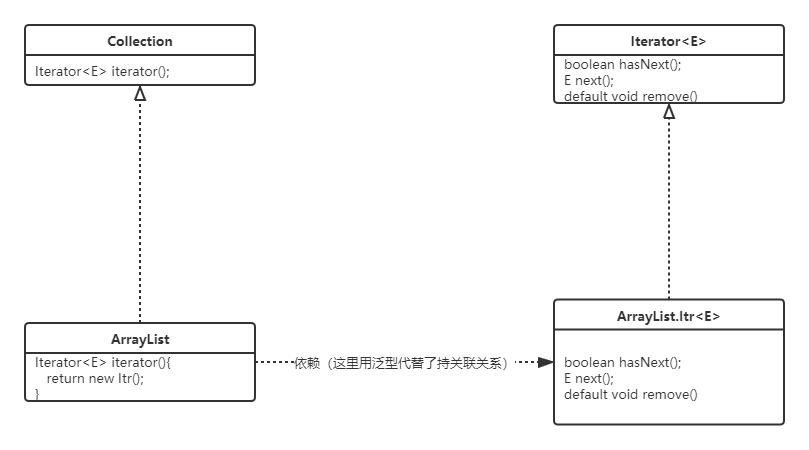 Collection
Iterator<E> iterator();
Iterator<E>
boolean hasNext();
E next();
default void remove()
ArrayList
Iterator<E> iterator(){
return new Itr();
}
依赖（这里用泛型代替了持关联关系）
ArrayList.Itr<E>
boolean hasNext();
E next();
default void remove()